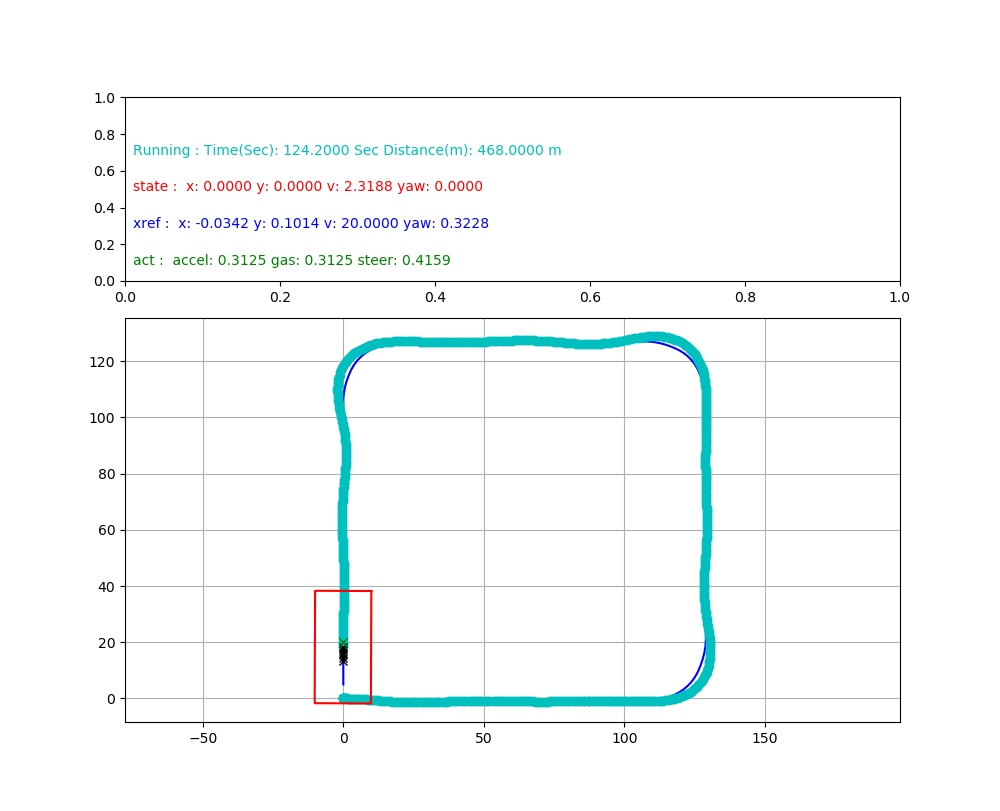 1.0
0.8
Running : Time(Sec): 124.2000 Sec Distance(m): 468.0000 m
0.6
state :  x: 0.0000 y: 0.0000 v: 2.3188 yaw: 0.0000
0.4
xref :  x: -0.0342 y: 0.1014 v: 20.0000 yaw: 0.3228
0.2
act :  accel: 0.3125 gas: 0.3125 steer: 0.4159
0.0
0.0 0.2 0.4 0.6 0.8 1.0
120
100
80
60
40
20
0
−50 0 50 100 150